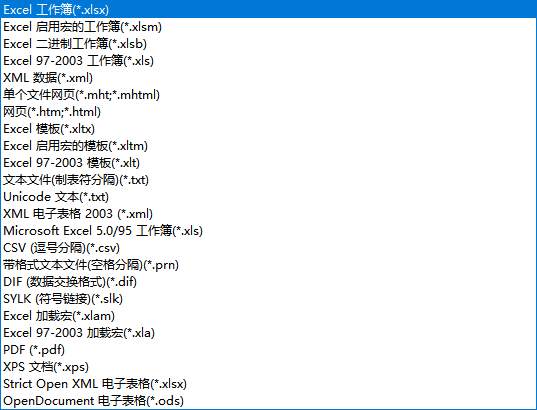 Excel 工作簿(*.xlsx)
Excel 启用宏的工作簿(*.xlsm)
Excel 二进制工作簿(*.xlsb)
Excel 97-2003 工作簿(*.xls)
XML 数据(*.xml)
单个文件网页(*.mht;*.mhtml)
网页(*.htm;*.html)
Excel 模板(*.xltx)
Excel 启用宏的模板(*.xltm)
Excel 97-2003 模板(*.xlt)
文本文件(制表符分隔)(*.txt)
Unicode 文本(*.txt)
XML 电子表格 2003 (*.xml)
Microsoft Excel 5.0/95 工作簿(*.xls)
CSV (逗号分隔)(*.csv)
带格式文本文件(空格分隔)(*.prn)
DIF (数据交换格式)(*.dif)
SYLK (符号链接)(*.slk)
Excel 加载宏(*.xlam)
Excel 97-2003 加载宏(*.xla)
PDF (*.pdf)
XPS 文档(*.xps)
Strict Open XML 电子表格(*.xlsx)
OpenDocument 电子表格(*.ods)